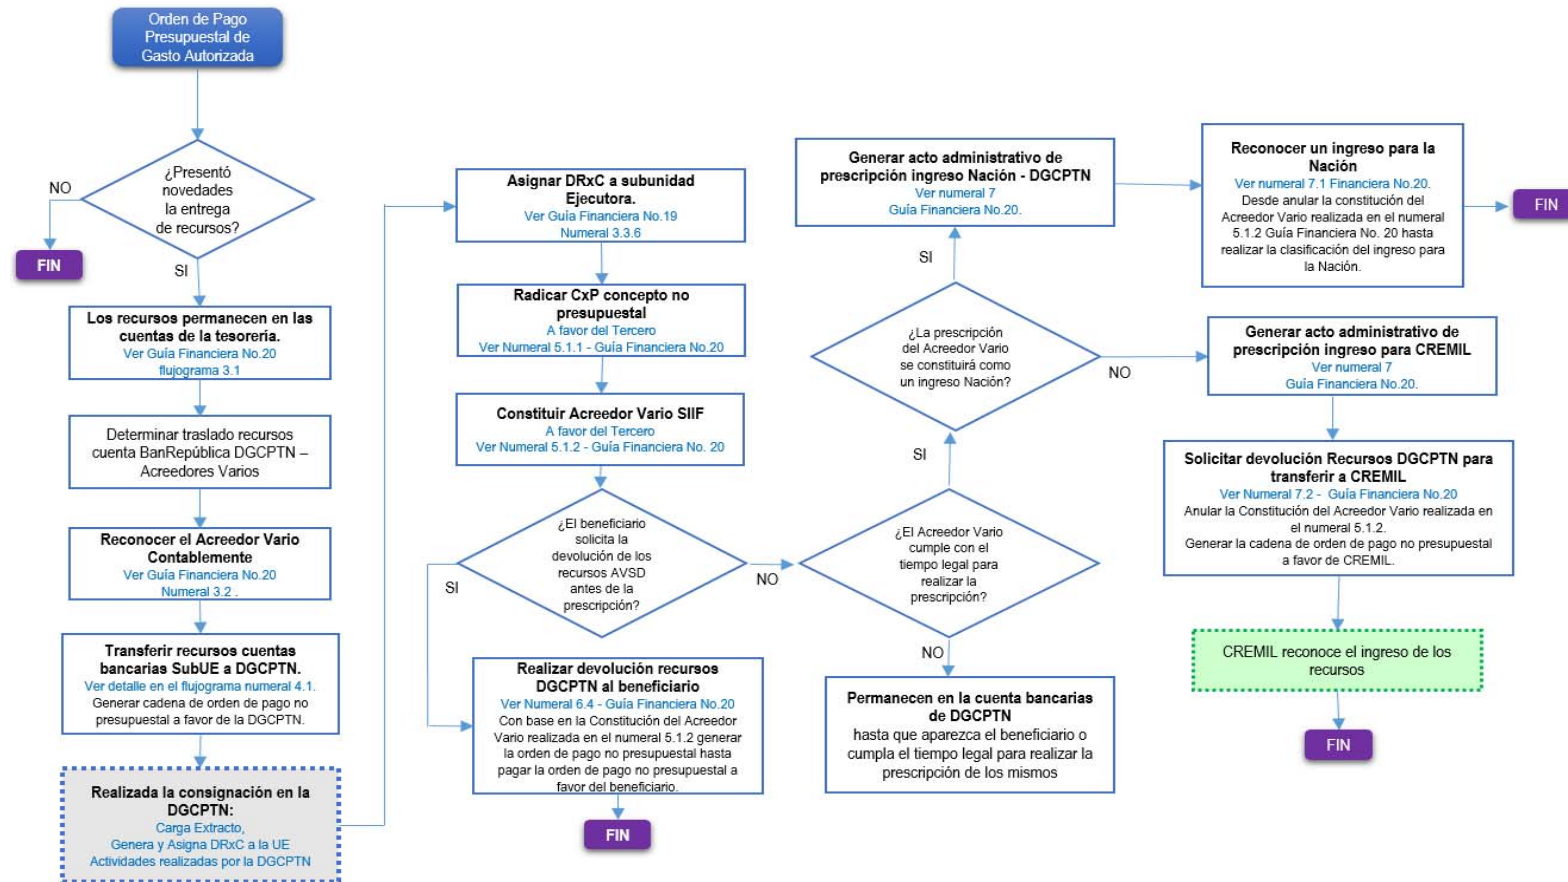 Orden de Pago
Presupuestal de
Gasto Autorizada
¿Presentó
novedades
la entrega
de recursos?
NO
FIN
SI
Los recursos permanecen en las
cuentas de la tesorería.
Ver Guía Financiera No.20
flujograma 3.1
Determinar traslado recursos
cuenta BanRepública DGCPTN –
Acreedores Varios
Reconocer el Acreedor Vario
Contablemente
Ver Guía Financiera No.20
Numeral 3.2 .
Transferir recursos cuentas
bancarias SubUE a DGCPTN.
Ver detalle en el flujograma numeral 4.1.
Generar cadena de orden de pago no
presupuestal a favor de la DGCPTN.
Realizada la consignación en la
DGCPTN:
Carga Extracto,
Genera y Asigna DRxC a la UE
Actividades realizadas por la DGCPTN
Asignar DRxC a subunidad
Ejecutora.
Ver Guía Financiera No.19
Numeral 3.3.6
Radicar CxP concepto no
presupuestal
A favor del Tercero
Ver Numeral 5.1.1 - Guía Financiera No.20
Constituir Acreedor Vario SIIF
A favor del Tercero
Ver Numeral 5.1.2 - Guía Financiera No. 20
¿El beneficiario
solicita la
devolución de los
recursos AVSD
antes de la
prescripción?
SI
NO
Realizar devolución recursos
DGCPTN al beneficiario
Ver Numeral 6.4 - Guía Financiera No.20
Con base en la Constitución del Acreedor
Vario realizada en el numeral 5.1.2 generar
la orden de pago no presupuestal hasta
pagar la orden de pago no presupuestal a
favor del beneficiario.
FIN
¿El Acreedor Vario
cumple con el
tiempo legal para
realizar la
prescripción?
NO
Permanecen en la cuenta bancarias
de DGCPTN
hasta que aparezca el beneficiario o
cumpla el tiempo legal para realizar la
prescripción de los mismos
SI
¿La prescripción
del Acreedor Vario
se constituirá como
un ingreso Nación?
SI
Generar acto administrativo de
prescripción ingreso Nación - DGCPTN
Ver numeral 7
Guía Financiera No.20.
Reconocer un ingreso para la
Nación
Ver numeral 7.1 Financiera No.20.
Desde anular la constitución del
Acreedor Vario realizada en el numeral
5.1.2 Guía Financiera No. 20 hasta
realizar la clasificación del ingreso para
la Nación.
FIN
NO
Generar acto administrativo de
prescripción ingreso para CREMIL
Ver numeral 7
Guía Financiera No.20.
Solicitar devolución Recursos DGCPTN para
transferir a CREMIL
Ver Numeral 7.2 - Guía Financiera No.20
Anular la Constitución del Acreedor Vario realizada en
el numeral 5.1.2.
Generar la cadena de orden de pago no presupuestal
a favor de CREMIL.
CREMIL reconoce el ingreso de los
recursos
FIN